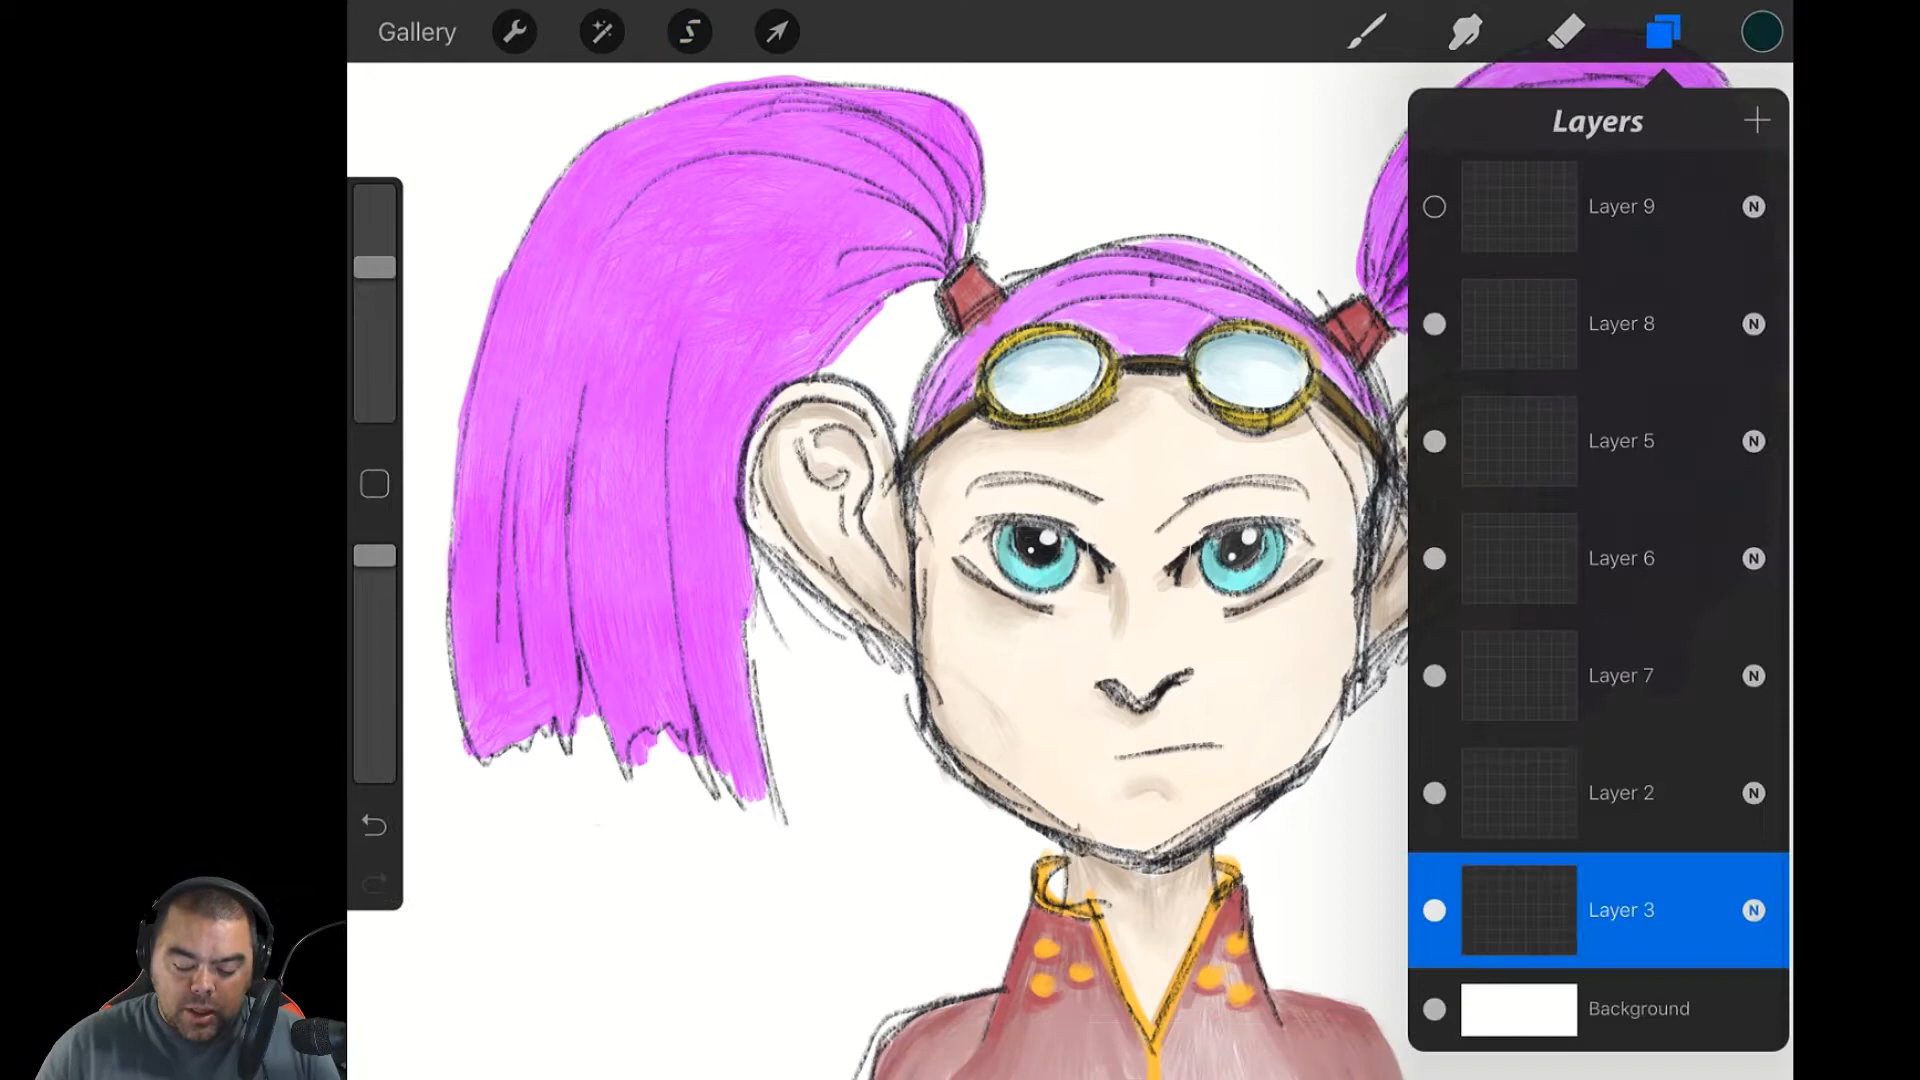 Gallery
Layers
Layer 9
N
Layer 8
N
Layer 5
N
Layer 6
N
Layer 7
N
Layer 2
N
Layer 3
N
Background